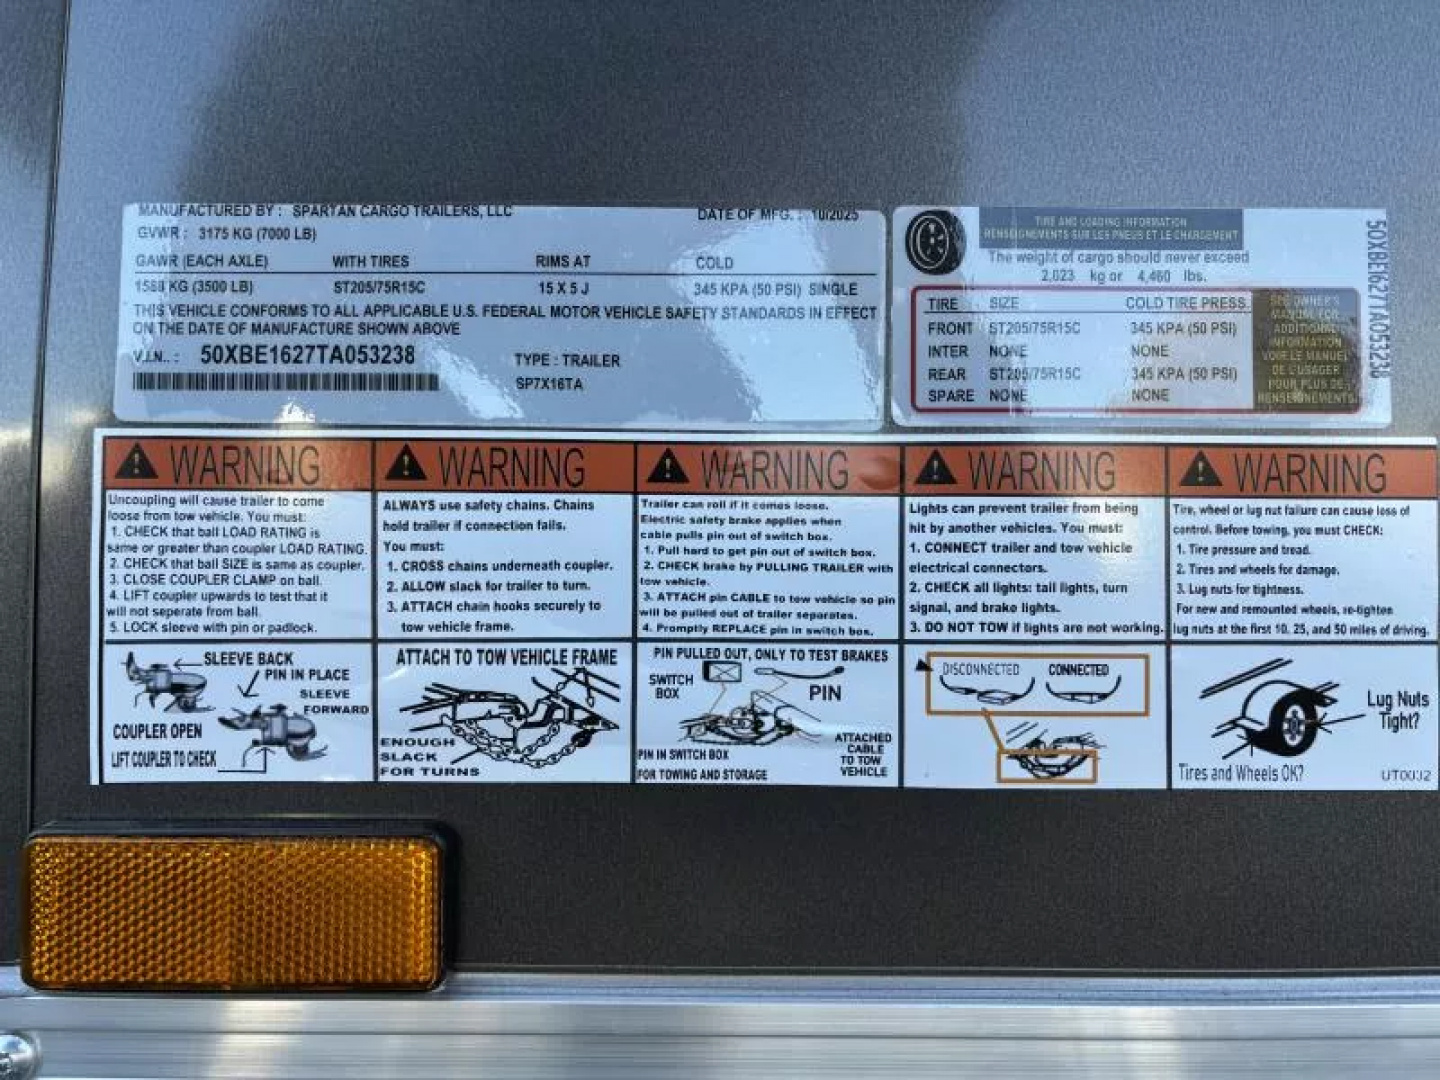 MANUFACTURED BY : SPARTAN CARGO TRAILERS, LLC DATE OF MFG. : 10/2025
GVWR : 3175 KG (7000 LB)
GAWR (EACH AXLE) WITH TIRES RIMS AT COLD
1588 KG (3500 LB) ST205/75R15C 15 X 5 J 345 KPA (50 PSI) SINGLE
THIS VEHICLE CONFORMS TO ALL APPLICABLE U.S. FEDERAL MOTOR VEHICLE SAFETY STANDARDS IN EFFECT
ON THE DATE OF MANUFACTURE SHOWN ABOVE
V.I.N.. : 50XBE1627TA053238 TYPE : TRAILER
SP7X16TA
TIRE AND LOADING INFORMATION
RENSEIGNEMENTS SUR LES PNEUS ET LE CHARGEMENT
The weight of cargo should never exceed
2,023 kg or 4,460 lbs.
TIRE SIZE COLD TIRE PRESS.
FRONT ST205/75R15C 345 KPA (50 PSI)
INTER NONE NONE
REAR ST205/75R15C 345 KPA (50 PSI)
SPARE NONE NONE
SEE OWNER'S
MANUAL FOR
ADDITIONAL
INFORMATION
VOIR LE MANUEL
DE L'USAGER
POUR PLUS DE
RENSEIGNEMENTS
50XBE1627TA053238
WARNING
Uncoupling will cause trailer to come
loose from tow vehicle. You must:
1. CHECK that ball LOAD RATING is
same or greater than coupler LOAD RATING.
2. CHECK that ball SIZE is same as coupler.
3. CLOSE COUPLER CLAMP on ball.
4. LIFT coupler upwards to test that it
will not seperate from ball.
5. LOCK sleeve with pin or padlock.
SLEEVE BACK
PIN IN PLACE
SLEEVE
FORWARD
COUPLER OPEN
LIFT COUPLER TO CHECK
WARNING
ALWAYS use safety chains. Chains
hold trailer if connection fails.
You must:
1. CROSS chains underneath coupler.
2. ALLOW slack for trailer to turn.
3. ATTACH chain hooks securely to
tow vehicle frame.
ATTACH TO TOW VEHICLE FRAME
ENOUGH
SLACK
FOR TURNS
WARNING
Trailer can roll if it comes loose.
Electric safety brake applies when
cable pulls pin out of switch box.
1. Pull hard to get pin out of switch box.
2. CHECK brake by PULLING TRAILER with
tow vehicle.
3. ATTACH pin CABLE to tow vehicle so pin
will be pulled out of trailer separates.
4. Promptly REPLACE pin in switch box.
PIN PULLED OUT, ONLY TO TEST BRAKES
SWITCH
BOX
PIN
ATTACHED
CABLE
TO TOW
VEHICLE
PIN IN SWITCH BOX
FOR TOWING AND STORAGE
WARNING
Lights can prevent trailer from being
hit by another vehicles. You must:
1. CONNECT trailer and tow vehicle
electrical connectors.
2. CHECK all lights: tail lights, turn
signal, and brake lights.
3. DO NOT TOW if lights are not working.
DISCONNECTED CONNECTED
WARNING
Tire, wheel or lug nut failure can cause loss of
control. Before towing, you must CHECK:
1. Tire pressure and tread.
2. Tires and wheels for damage.
3. Lug nuts for tightness.
For new and remounted wheels, re-tighten
lug nuts at the first 10, 25, and 50 miles of driving.
Lug Nuts
Tight?
Tires and Wheels OK?
UT0032